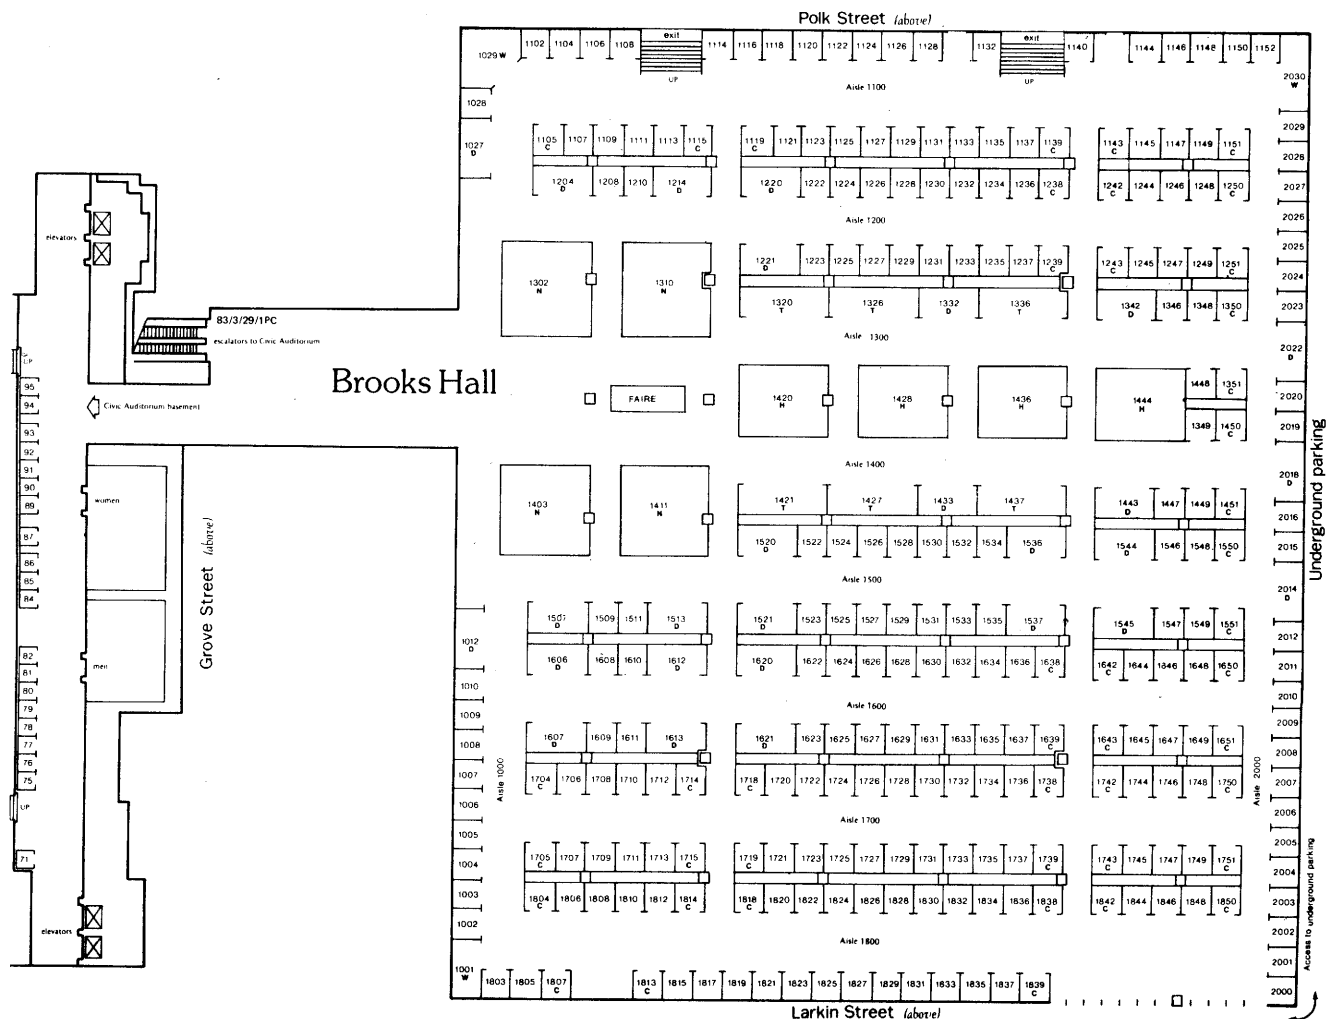 Polk Street (above)
exit
exit
1102 1104 1106 1108 1114 1116 1118 1120 1122 1124 1126 1128 1132 1140 1144 1146 1148 1150 1152
1029 W
UP
UP
2030
W
Aisle 1100
1028
1027
D
2029
1105 1107 1109 1111 1113 1115 1119 1121 1123 1125 1127 1129 1131 1133 1135 1137 1139 1143 1145 1147 1149 1151
C C C C C C
2028
1204 1208 1210 1214 1220 1222 1224 1226 1228 1230 1232 1234 1236 1238 1242 1244 1246 1248 1250
D D D C C C
2027
2026
Aisle 1200
elevators
2025
1221 1223 1225 1227 1229 1231 1233 1235 1237 1239 1243 1245 1247 1249 1251
D C C C
2024
1302 1310
N N
1320 1326 1332 1336 1342 1346 1348 1350
T T D T D C
2023
83/3/29/1PC
escalators to Civic Auditorium
Aisle 1300
2022
D
UP
Brooks Hall
95
94
Civic Auditorium basement
FAIRE
1420 1428 1436 1444
H H H H
1448 1351
C
2020
1349 1450
C
2019
93
92
91
90
89
87
86
85
84
women
Grove Street (above)
Aisle 1400
2018
D
Underground parking
1403 1411
N N
1421 1427 1433 1437 1443 1447 1449 1451
T T D T D C
2016
1520 1522 1524 1526 1528 1530 1532 1534 1536 1544 1546 1548 1550
D D D C
2015
Aisle 1500
2014
D
1012
D
1507 1509 1511 1513 1521 1523 1525 1527 1529 1531 1533 1535 1537 1545 1547 1549 1551
D D D D D C
2012
1606 1608 1610 1612 1620 1622 1624 1626 1628 1630 1632 1634 1636 1638 1642 1644 1646 1648 1650
D D D C C C
2011
82
81
80
79
78
77
76
75
men
1010
2010
Aisle 1600
1009
2009
1008
1607 1609 1611 1613 1621 1623 1625 1627 1629 1631 1633 1635 1637 1639 1643 1645 1647 1649 1651
D D D C C C
2008
Aisle 1000
Aisle 2000
1007
1704 1706 1708 1710 1712 1714 1718 1720 1722 1724 1726 1728 1730 1732 1734 1736 1738 1742 1744 1746 1748 1750
C C C C C C
2007
UP
1006
2006
Aisle 1700
1005
2005
71
1004
1705 1707 1709 1711 1713 1715 1719 1721 1723 1725 1727 1729 1731 1733 1735 1737 1739 1743 1745 1747 1749 1751
C C C C C C
2004
1003
1804 1806 1808 1810 1812 1814 1818 1820 1822 1824 1826 1828 1830 1832 1834 1836 1838 1842 1844 1846 1848 1850
C C C C C C
2003
elevators
1002
2002
Aisle 1800
2001
Access to underground parking
1001
W
1803 1805 1807 1813 1815 1817 1819 1821 1823 1825 1827 1829 1831 1833 1835 1837 1839
C C C
2000
Larkin Street (above)